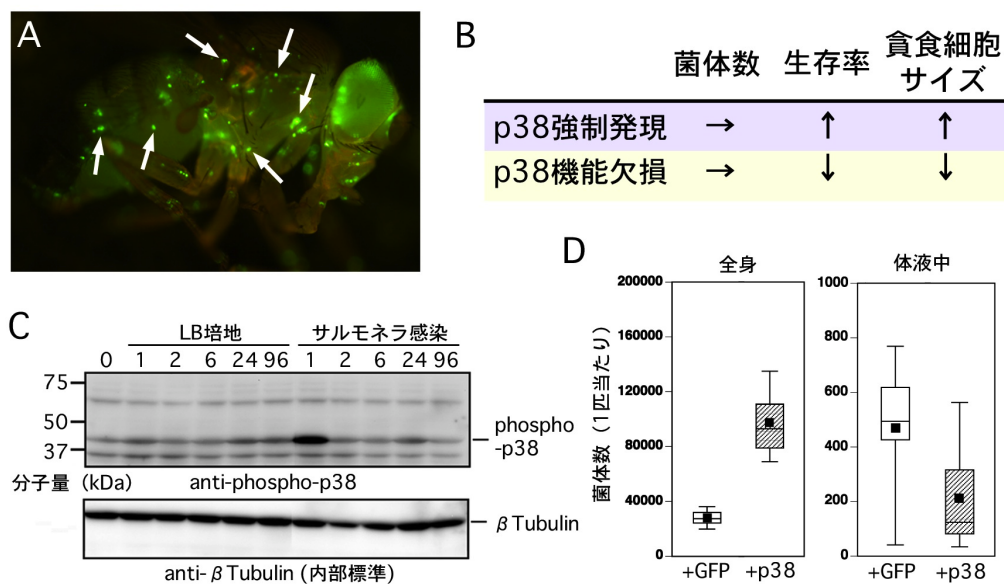 A
B
菌体数 生存率 貪食細胞
サイズ
p38強制発現 → ↑ ↑
p38機能欠損 → ↓ ↓
C
LB培地 サルモネラ感染
0 1 2 6 24 96 1 2 6 24 96
75
50
37
phospho
-p38
分子量 (kDa) anti-phospho-p38
βTubulin
anti-βTubulin (内部標準)
D
全身 体液中
菌体数 (1匹当たり)
200000
160000
120000
80000
40000
0
1000
800
600
400
200
0
+GFP +p38 +GFP +p38